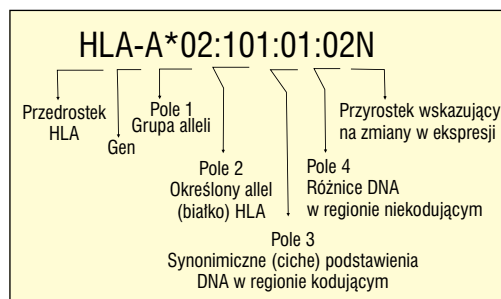 HLA-A*02:101:01:02N
Przedrostek
HLA
Gen
Pole 1
Grupa alleli
Pole 2
Określony allel
(białko) HLA
Pole 3
Synonimiczne (ciche) podstawienia
DNA w regionie kodującym
Pole 4
Różnice DNA
w regionie niekodującym
Przyrostek wskazujący
na zmiany w ekspresji